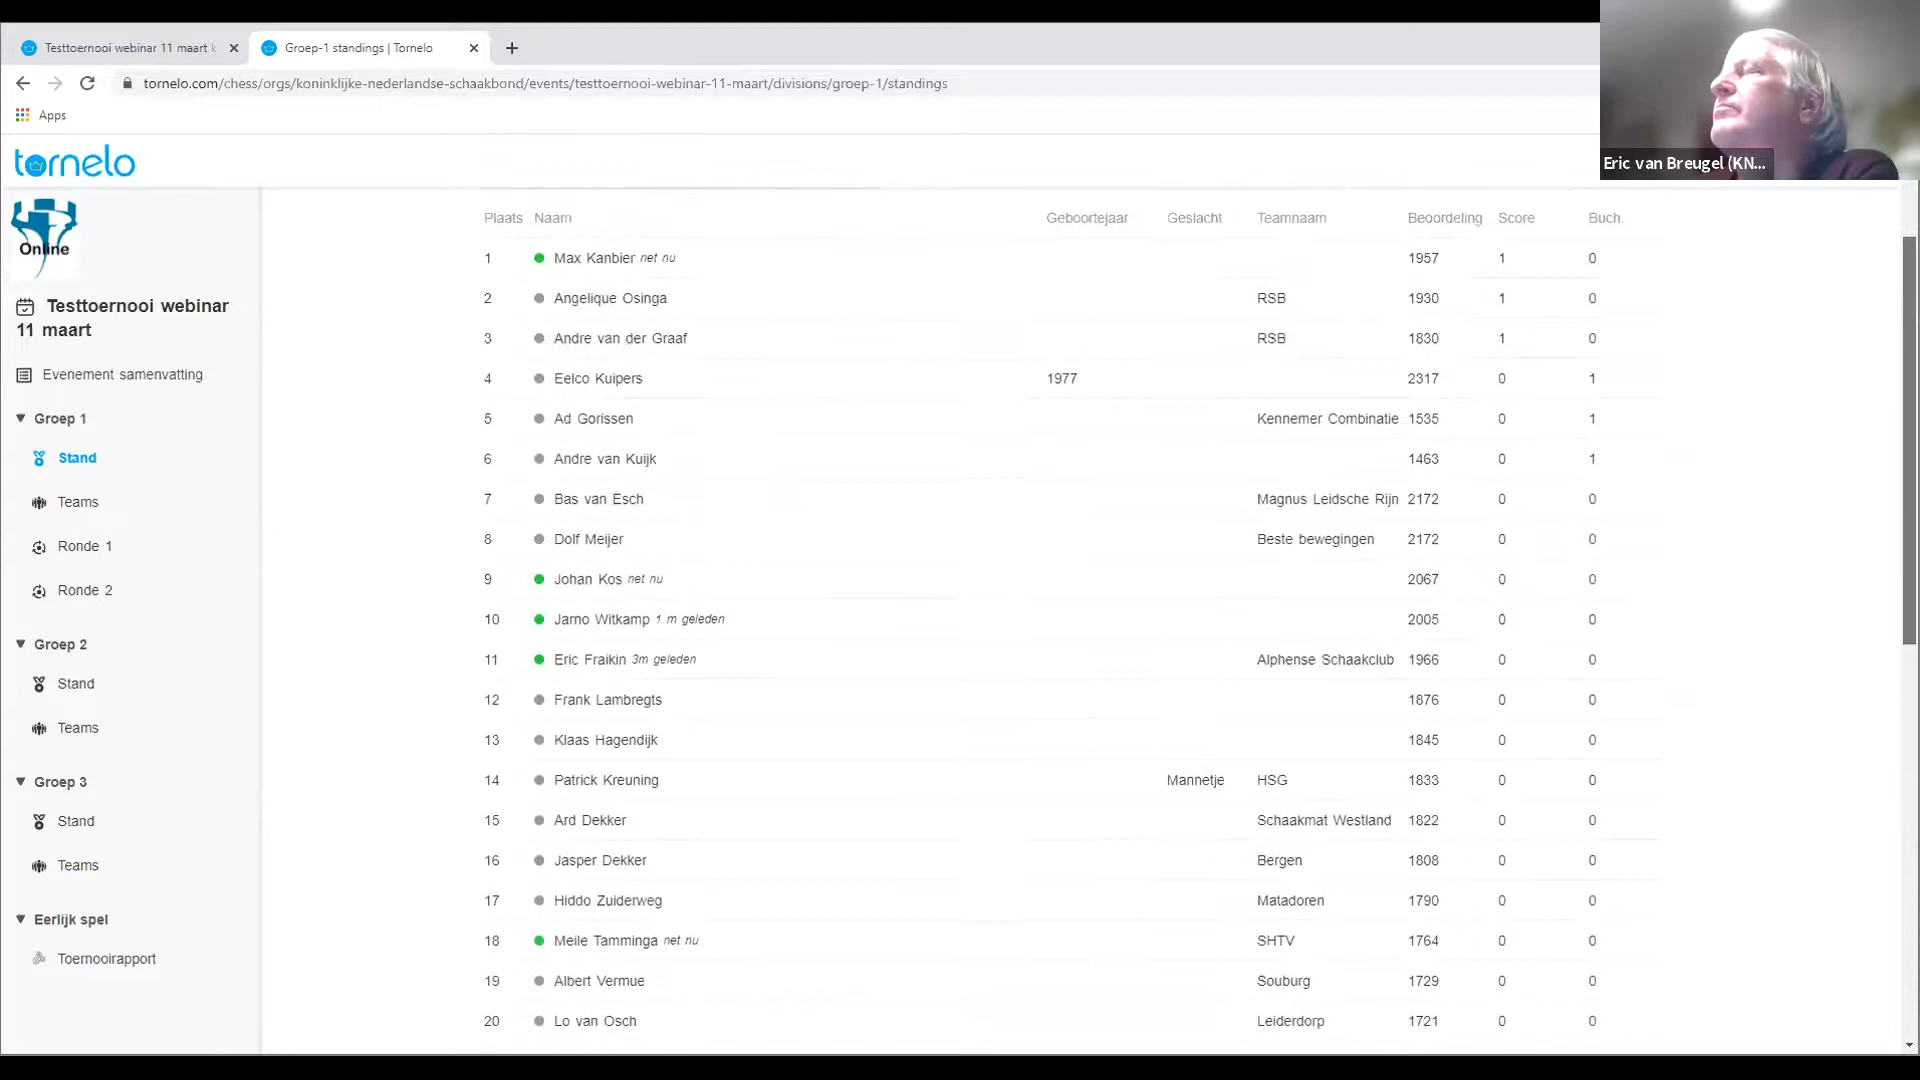 Testtoernooi webinar 11 maart k
Groep-1 standings | Tornelo
tornelo.com/chess/orgs/koninklijke-nederlandse-schaakbond/events/testtoernooi-webinar-11-maart/divisions/groep-1/standings
Apps
Eric van Breugel (KN...
tornelo
Online
Testtoernooi webinar
11 maart
Evenement samenvatting
Groep 1
Stand
Teams
Ronde 1
Ronde 2
Groep 2
Stand
Teams
Groep 3
Stand
Teams
Eerlijk spel
Toernooirapport
Plaats Naam Geboortejaar Geslacht Teamnaam Beoordeling Score Buch.
1 Max Kanbier net nu 1957 1 0
2 Angelique Osinga RSB 1930 1 0
3 Andre van der Graaf RSB 1830 1 0
4 Eelco Kuipers 1977 2317 0 1
5 Ad Gorissen Kennemer Combinatie 1535 0 1
6 Andre van Kuijk 1463 0 1
7 Bas van Esch Magnus Leidsche Rijn 2172 0 0
8 Dolf Meijer Beste bewegingen 2172 0 0
9 Johan Kos net nu 2067 0 0
10 Jarno Witkamp 1 m geleden 2005 0 0
11 Eric Fraikin 3m geleden Alphense Schaakclub 1966 0 0
12 Frank Lambregts 1876 0 0
13 Klaas Hagendijk 1845 0 0
14 Patrick Kreuning Mannetje HSG 1833 0 0
15 Ard Dekker Schaakmat Westland 1822 0 0
16 Jasper Dekker Bergen 1808 0 0
17 Hiddo Zuiderweg Matadoren 1790 0 0
18 Meile Tamminga net nu SHTV 1764 0 0
19 Albert Vermue Souburg 1729 0 0
20 Lo van Osch Leiderdorp 1721 0 0